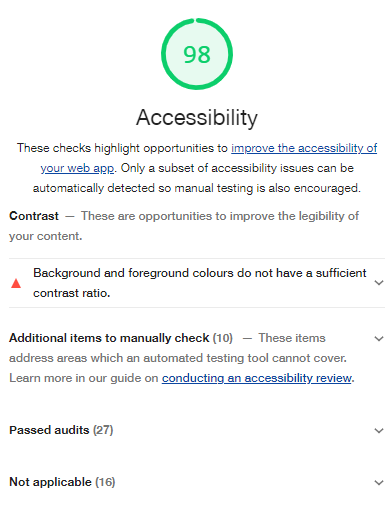 98
Accessibility
These checks highlight opportunities to improve the accessibility of
your web app. Only a subset of accessibility issues can be
automatically detected so manual testing is also encouraged.
Contrast — These are opportunities to improve the legibility of
your content.
Background and foreground colours do not have a sufficient
contrast ratio.
Additional items to manually check (10) — These items
address areas which an automated testing tool cannot cover.
Learn more in our guide on conducting an accessibility review.
Passed audits (27)
Not applicable (16)